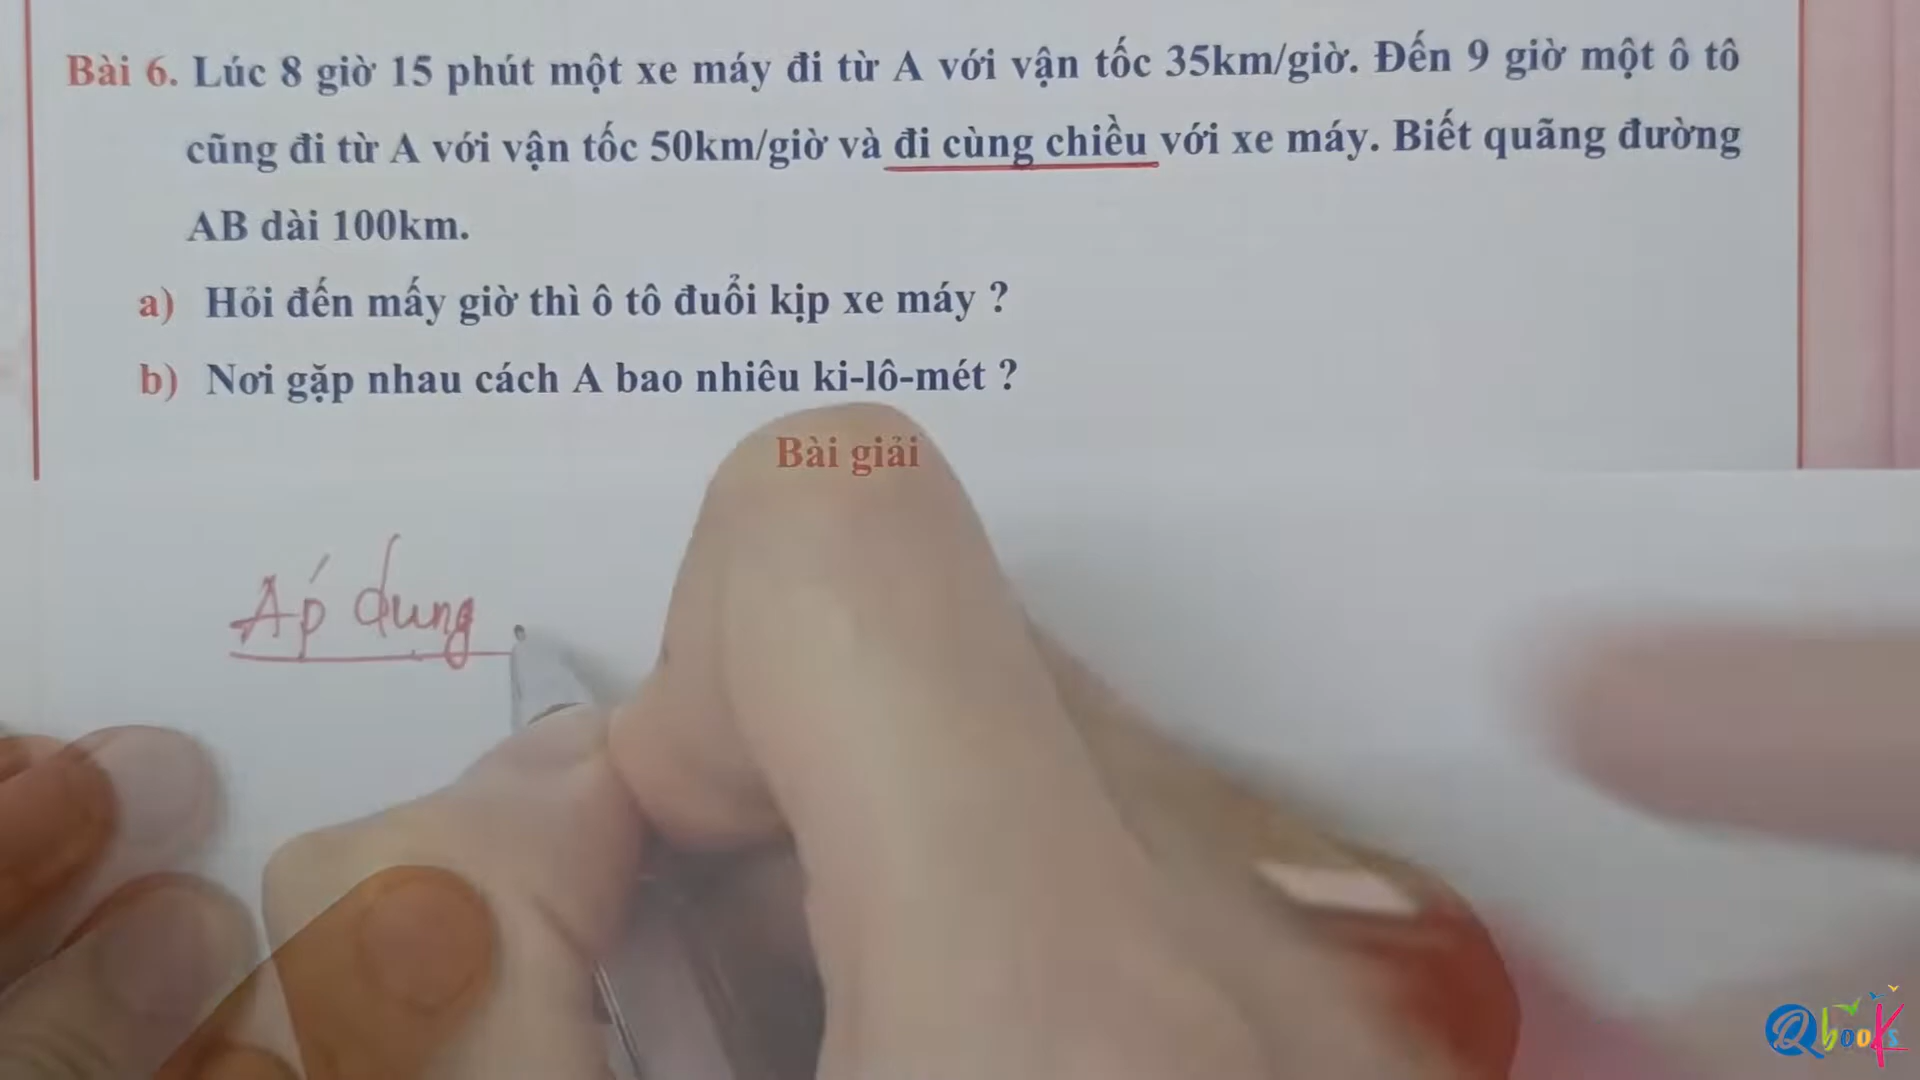 Bài 6. Lúc 8 giờ 15 phút một xe máy đi từ A với vận tốc 35km/giờ. Đến 9 giờ một ô tô
cũng đi từ A với vận tốc 50km/giờ và đi cùng chiều với xe máy. Biết quãng đường
AB dài 100km.
a) Hỏi đến mấy giờ thì ô tô đuổi kịp xe máy ?
b) Nơi gặp nhau cách A bao nhiêu ki-lô-mét ?
Bài giải
Áp dụng
Qbooks